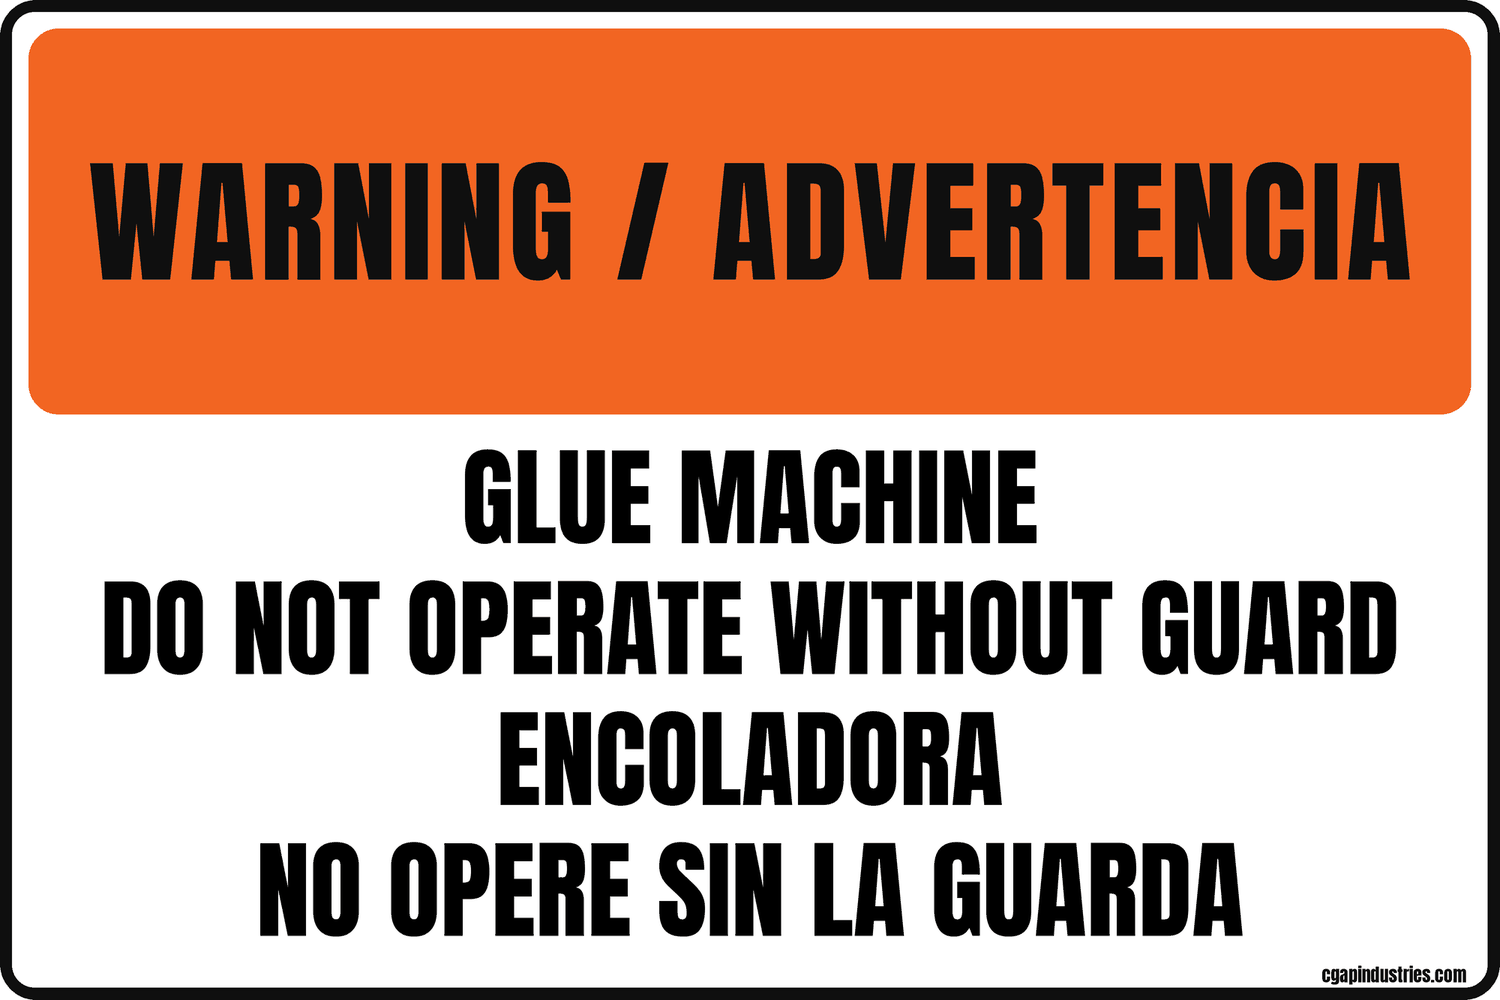 WARNING / ADVERTENCIA
GLUE MACHINE
DO NOT OPERATE WITHOUT GUARD
ENCOLADORA
NO OPERE SIN LA GUARDA
cgapindustries.com